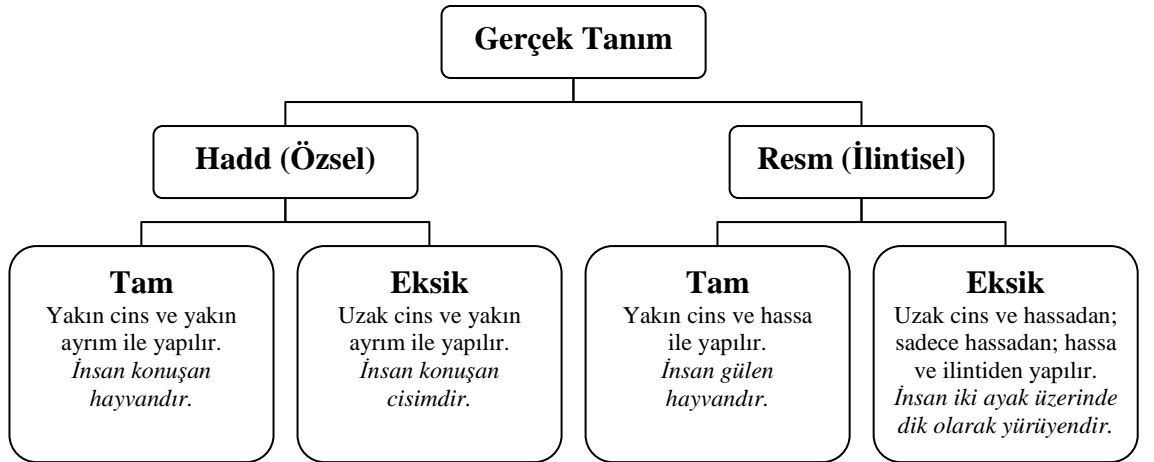 Gerçek Tanım
Hadd (Özsel)
Resm (İlintisel)
Tam
Yakın cins ve yakın
ayrım ile yapılır.
İnsan konuşan
hayvandır.
Eksik
Uzak cins ve yakın
ayrım ile yapılır.
İnsan konuşan
cisimdir.
Tam
Yakın cins ve hassa
ile yapılır.
İnsan gülen
hayvandır.
Eksik
Uzak cins ve hassadan;
sadece hassadan; hassa
ve ilintiden yapılır.
İnsan iki ayak üzerinde
dik olarak yürüyendir.